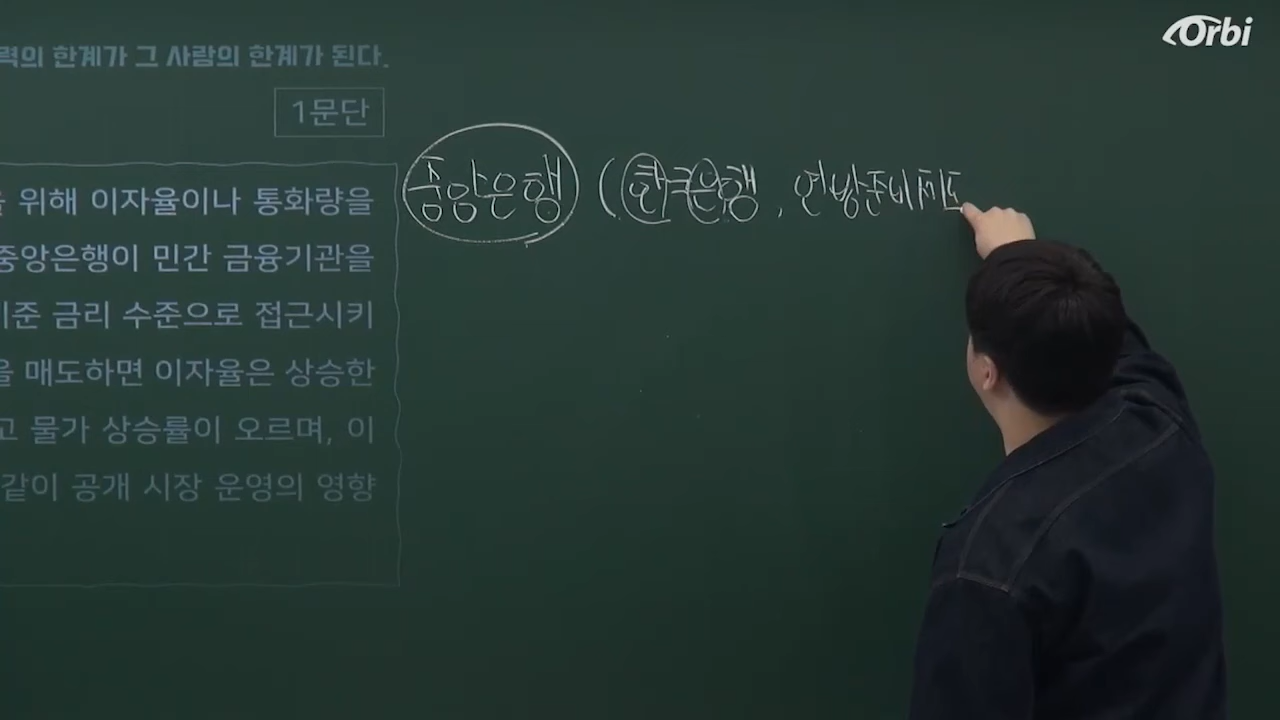 Orbi
력의 한계가 그 사람의 한계가 된다.
1문단
위해 이자율이나 통화량을
중앙은행이 민간 금융기관을
기준 금리 수준으로 접근시키
매도하면 이자율은 상승한
고 물가 상승률이 오르며, 이
같이 공개 시장 운영의 영향
중앙은행 (한국은행, 연방준비제도